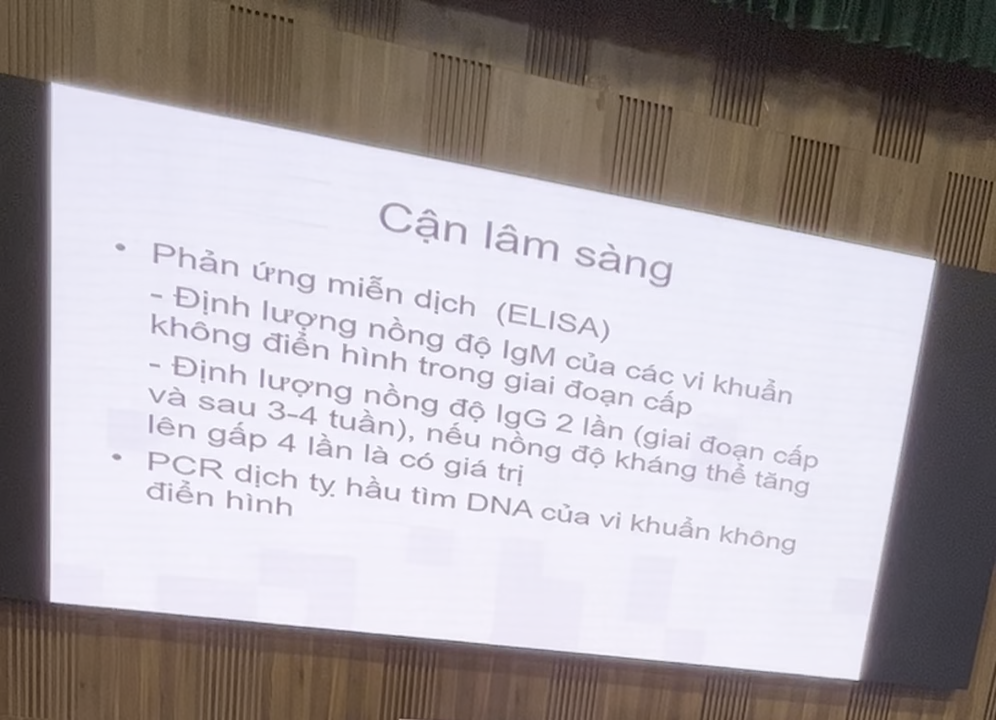 Cận lâm sàng
• Phản ứng miễn dịch (ELISA)
- Định lượng nồng độ IgM của các vi khuẩn
không điển hình trong giai đoạn cấp
- Định lượng nồng độ IgG 2 lần (giai đoạn cấp
và sau 3-4 tuần), nếu nồng độ kháng thể tăng
lên gấp 4 lần là có giá trị
• PCR dịch tỵ hầu tìm DNA của vi khuẩn không
điển hình